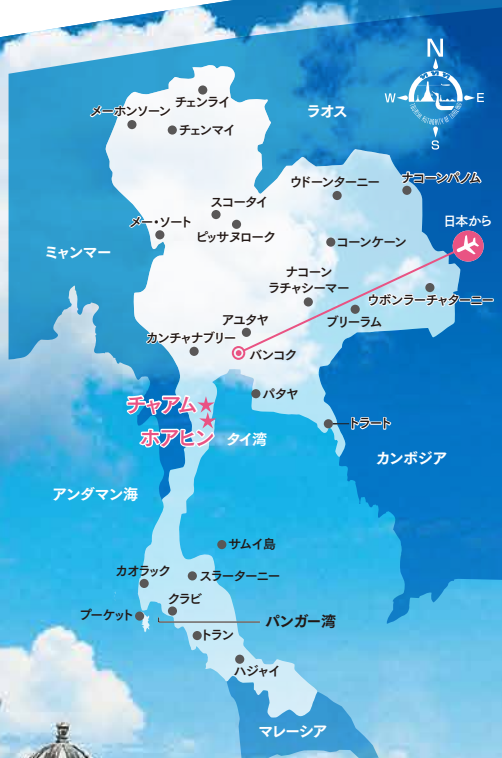 N
W
E
S
チェンライ
メーホンソーン
チェンマイ
ラオス
ウドーンターニー
ナコーンパノム
スコータイ
メー・ソート
ピッサヌローク
日本から
コーンケーン
ミャンマー
ナコーン
ラチャシーマー
ウボンラーチャターニー
ブリーラム
アユタヤ
カンチャナブリー
バンコク
パタヤ
チャアム
ホアヒン
タイ湾
トラート
カンボジア
アンダマン海
サムイ島
カオラック
スラーターニー
クラビ
プーケット
パンガー湾
トラン
ハジャイ
マレーシア